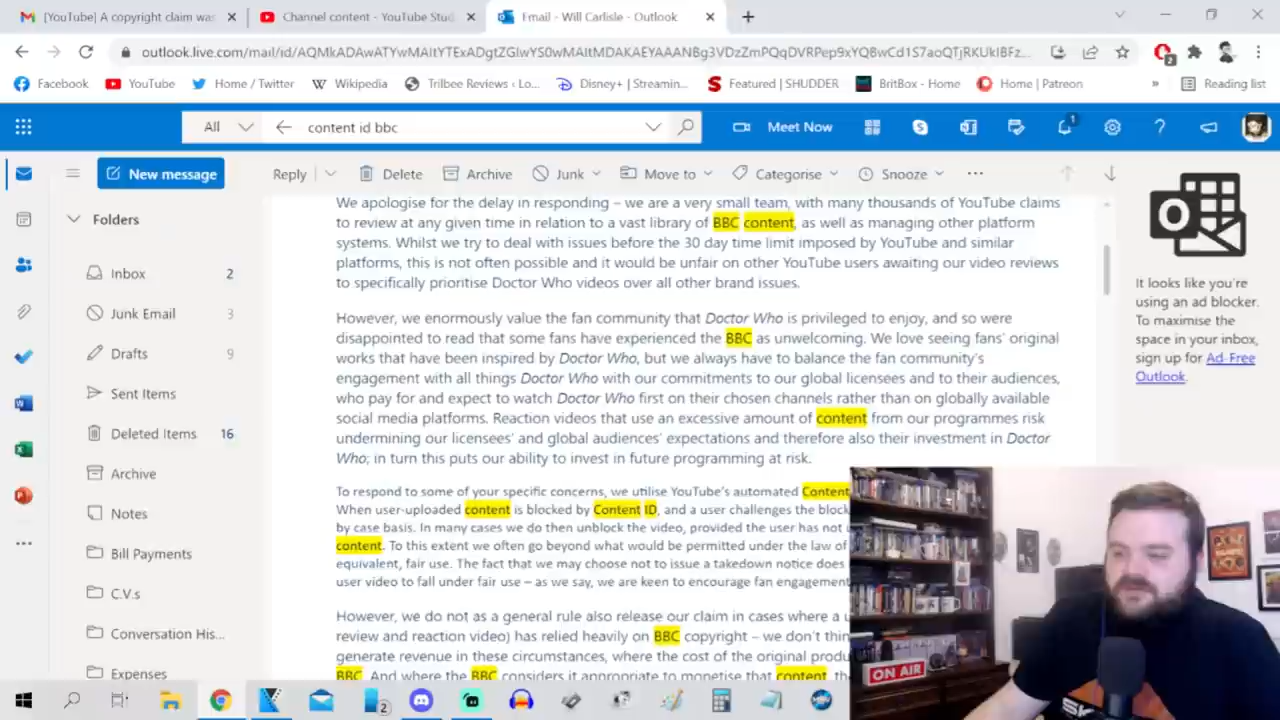 [YouTube] A copyright claim was
Channel content - YouTube Stud
Email - Will Carlisle - Outlook
outlook.live.com/mail/id/
Facebook
YouTube
Home / Twitter
Wikipedia
Trilbee Reviews - Lo...
Disney+ | Streamin...
Featured | SHUDDER
BritBox - Home
Home | Patreon
»
Reading list
All
content id bbc
Meet Now
1
New message
Reply
Delete
Archive
Junk
Move to
Categorise
Snooze
Folders
Inbox 2
Junk Email 3
Drafts 9
Sent Items
Deleted Items 16
Archive
Notes
Bill Payments
C.V.s
Conversation His...
Expenses
We apologise for the delay in responding – we are a very small team, with many thousands of YouTube claims
to review at any given time in relation to a vast library of BBC content, as well as managing other platform
systems. Whilst we try to deal with issues before the 30 day time limit imposed by YouTube and similar
platforms, this is not often possible and it would be unfair on other YouTube users awaiting our video reviews
to specifically prioritise Doctor Who videos over all other brand issues.
However, we enormously value the fan community that Doctor Who is privileged to enjoy, and so were
disappointed to read that some fans have experienced the BBC as unwelcoming. We love seeing fans' original
works that have been inspired by Doctor Who, but we always have to balance the fan community's
engagement with all things Doctor Who with our commitments to our global licensees and to their audiences,
who pay for and expect to watch Doctor Who first on their chosen channels rather than on globally available
social media platforms. Reaction videos that use an excessive amount of content from our programmes risk
undermining our licensees' and global audiences' expectations and therefore also their investment in Doctor
Who; in turn this puts our ability to invest in future programming at risk.
To respond to some of your specific concerns, we utilise YouTube's automated Content
When user-uploaded content is blocked by Content ID, and a user challenges the block
by case basis. In many cases we do then unblock the video, provided the user has not
content. To this extent we often go beyond what would be permitted under the law of
equivalent, fair use. The fact that we may choose not to issue a takedown notice does
user video to fall under fair use – as we say, we are keen to encourage fan engagement
However, we do not as a general rule also release our claim in cases where a
review and reaction video) has relied heavily on BBC copyright – we don't thin
generate revenue in these circumstances, where the cost of the original produ
BBC. And where the BBC considers it appropriate to monetise that content, the
It looks like you're
using an ad blocker.
To maximise the
space in your inbox,
sign up for Ad-Free
Outlook.
ON AIR
2